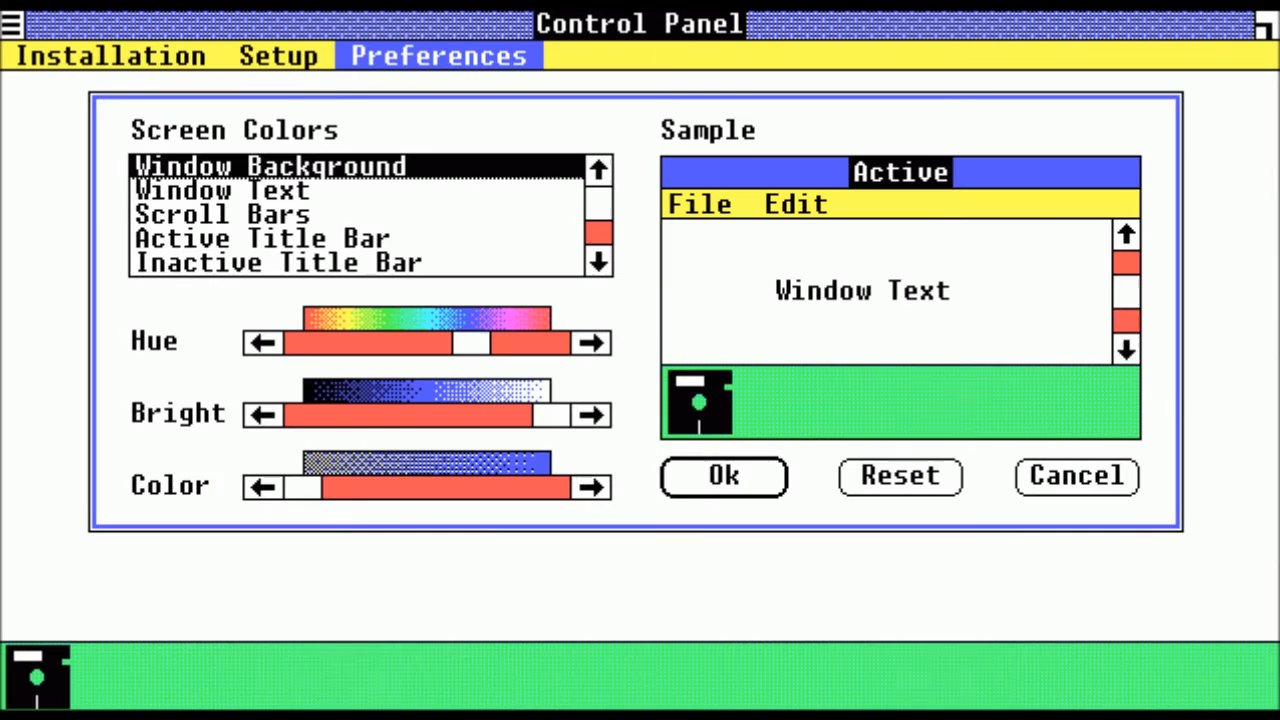 Control Panel
Installation Setup Preferences
Screen Colors
Window Background
Window Text
Scroll Bars
Active Title Bar
Inactive Title Bar
Hue
Bright
Color
Sample
Active
File Edit
Window Text
Ok Reset Cancel